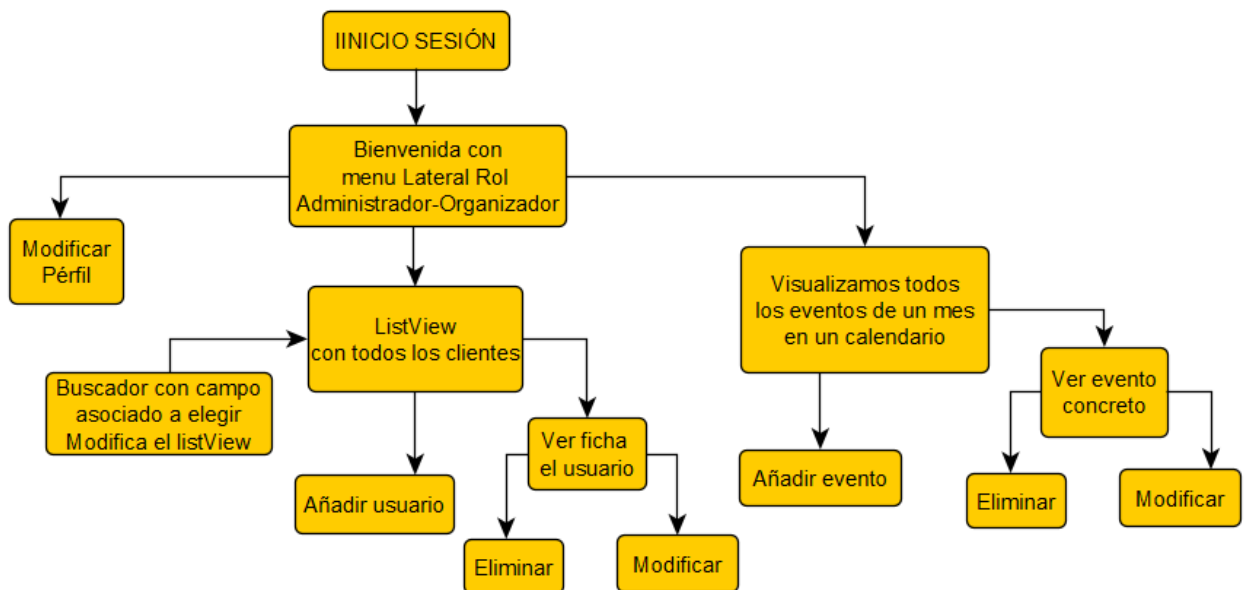 IINICIO SESIÓN
Bienvenida con
menu Lateral Rol
Administrador-Organizador
Modificar
Pérfil
Visualizamos todos
los eventos de un mes
en un calendario
ListView
con todos los clientes
Buscador con campo
asociado a elegir
Modifica el listView
Ver evento
concreto
Ver ficha
el usuario
Añadir usuario
Añadir evento
Eliminar
Modificar
Eliminar
Modificar